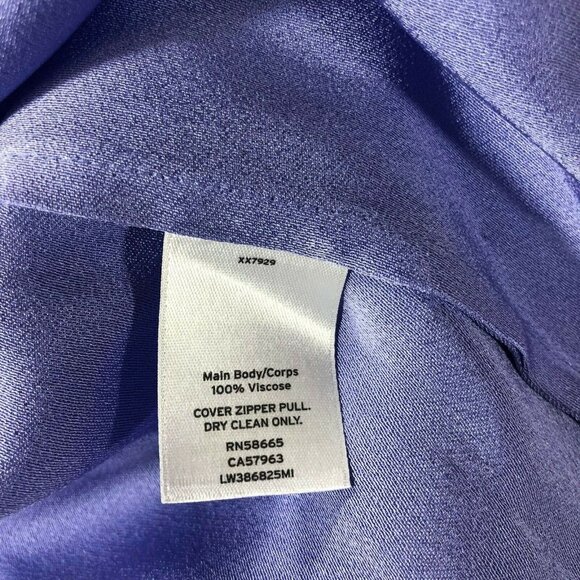 XX7929
Main Body/Corps
100% Viscose
COVER ZIPPER PULL.
DRY CLEAN ONLY.
RN58665
CA57963
LW386825MI